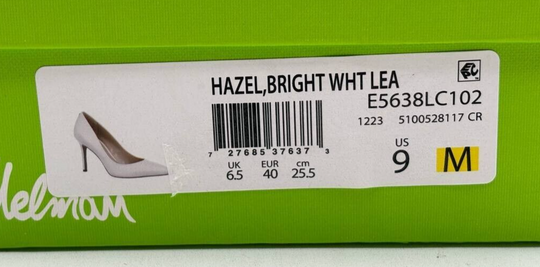 HAZEL,BRIGHT WHT LEA
E5638LC102
1223 5100528117 CR
7 27685 37637 3
UK EUR cm
6.5 40 25.5
US
9 M
delman